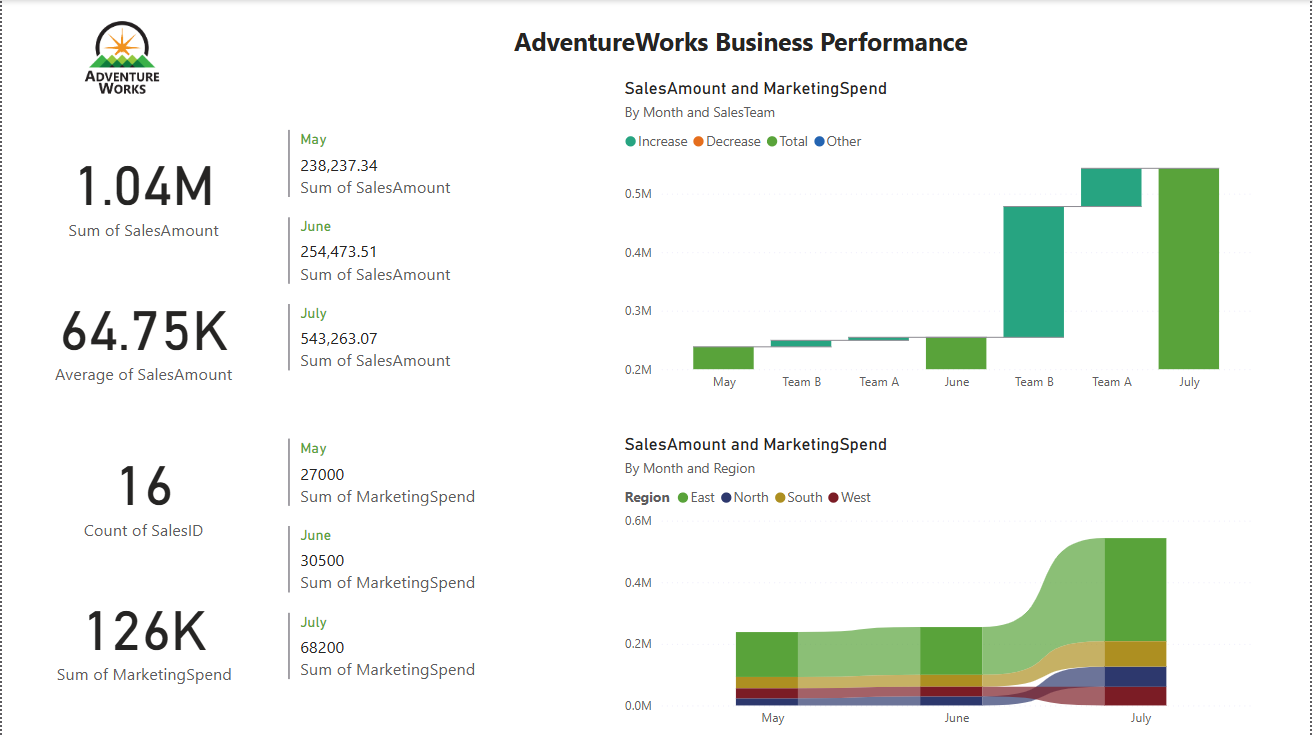 ADVENTURE
WORKS
AdventureWorks Business Performance
1.04M
Sum of SalesAmount
64.75K
Average of SalesAmount
May
238,237.34
Sum of SalesAmount
June
254,473.51
Sum of SalesAmount
July
543,263.07
Sum of SalesAmount
SalesAmount and MarketingSpend
By Month and SalesTeam
Increase Decrease Total Other
0.5M
0.4M
0.3M
0.2M
May Team B Team A June Team B Team A July
16
Count of SalesID
126K
Sum of MarketingSpend
May
27000
Sum of MarketingSpend
June
30500
Sum of MarketingSpend
July
68200
Sum of MarketingSpend
SalesAmount and MarketingSpend
By Month and Region
Region East North South West
0.6M
0.4M
0.2M
0.0M
May June July